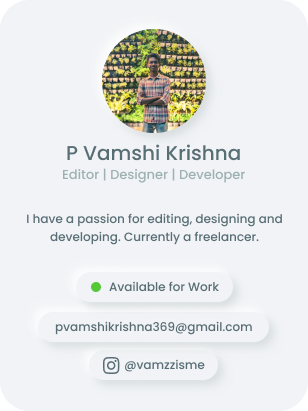 P Vamshi Krishna
Editor | Designer | Developer
I have a passion for editing, designing and
developing. Currently a freelancer.
Available for Work
pvamshikrishna369@gmail.com
@vamzzisme